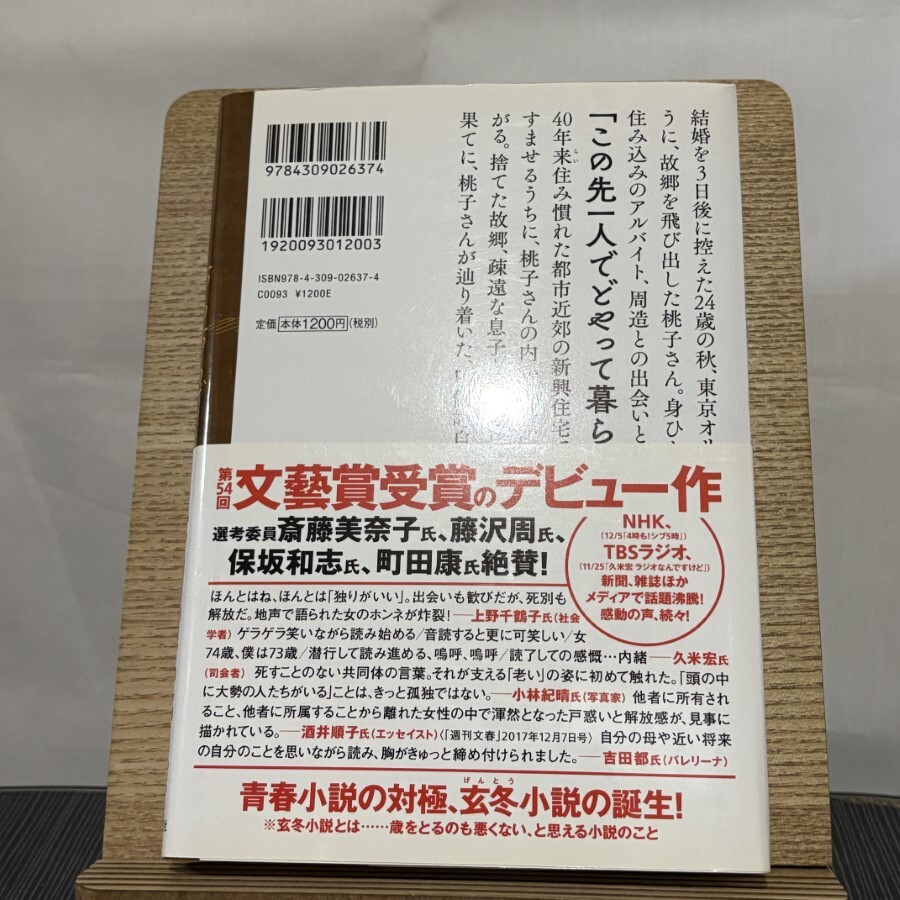 9784309026374
1920093012003
ISBN978-4-309-02637-4
C0093 ¥1200E
定価 本体1200円(税別)
結婚を3日後に控えた24歳の秋、東京オリ
うに、故郷を飛び出した桃子さん。身ひ
住み込みのアルバイト、周造との出会いと
「この先一人でどやって暮ら
40年来住み慣れた都市近郊の新興住宅
らい
すませるうちに、桃子さんの内
がる。捨てた故郷、疎遠な息子
果てに、桃子さんが辿り着いた、
第54回
文藝賞受賞のデビュー作
選考委員斎藤美奈子氏、藤沢周氏、
保坂和志氏、町田康氏絶賛!
NHK、
(12/5「4時も!シブ5時」)
TBSラジオ、
(11/25「久米宏 ラジオなんですけど」)
新聞、雑誌ほか
メディアで話題沸騰!
感動の声、続々!
ほんとはね、ほんとは「独りがいい」。出会いも歓びだが、死別も
解放だ。地声で語られた女のホンネが炸裂!──上野千鶴子氏(社会
学者) ゲラゲラ笑いながら読み始める/音読すると更に可笑しい/女
74歳、僕は73歳/潜行して読み進める、嗚呼、嗚呼/読了しての感慨…内緒──久米宏氏
(司会者) 死すことのない共同体の言葉。それが支える「老い」の姿に初めて触れた。「頭の
中に大勢の人たちがいる」ことは、きっと孤独ではない。──小林紀晴氏(写真家) 他者に所有され
ること、他者に所属することから離れた女性の中で渾然となった戸惑いと解放感が、見事に
描かれている。──酒井順子氏(エッセイスト)(「週刊文春」2017年12月7日号) 自分の母や近い将来
の自分のことを思いながら読み、胸がきゅっと締め付けられました。──吉田都氏(バレリーナ)
青春小説の対極、玄冬小説の誕生!
げんとう
※玄冬小説とは……歳をとるのも悪くない、と思える小説のこと